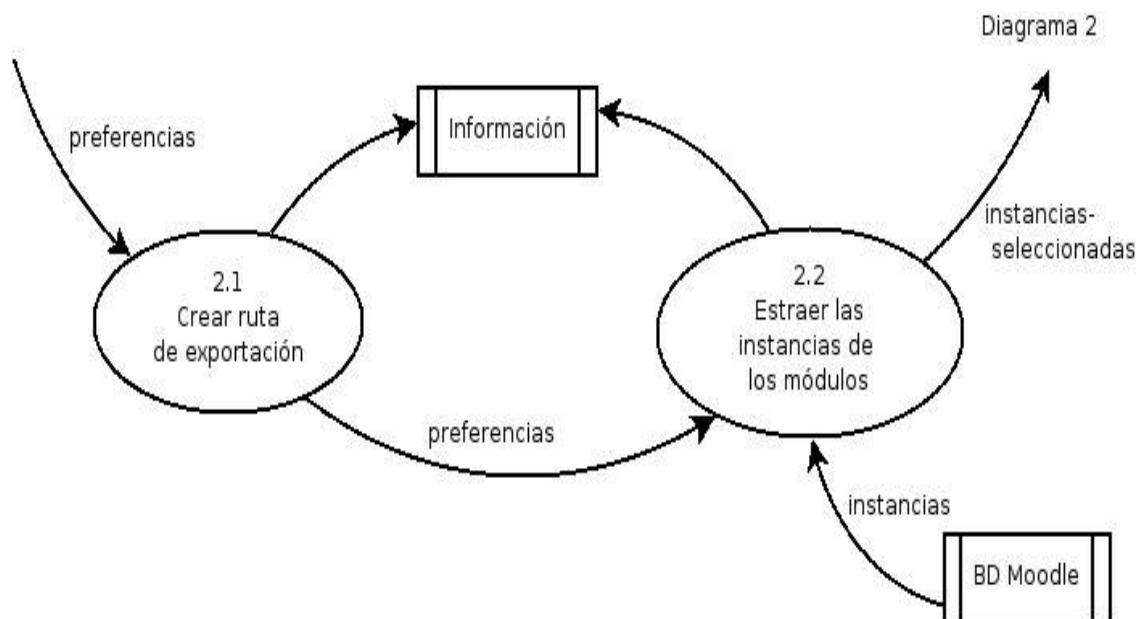 Diagrama 2
preferencias
Información
instancias-
seleccionadas
2.1
Crear ruta
de exportación
2.2
Estraer las
instancias de
los módulos
preferencias
instancias
BD Moodle